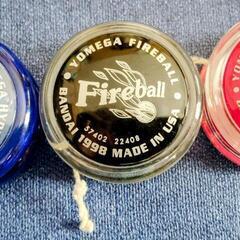 YOMEGA FIREBALL
Fireball
37402 22408
BANDAI 1998 MADE IN USA